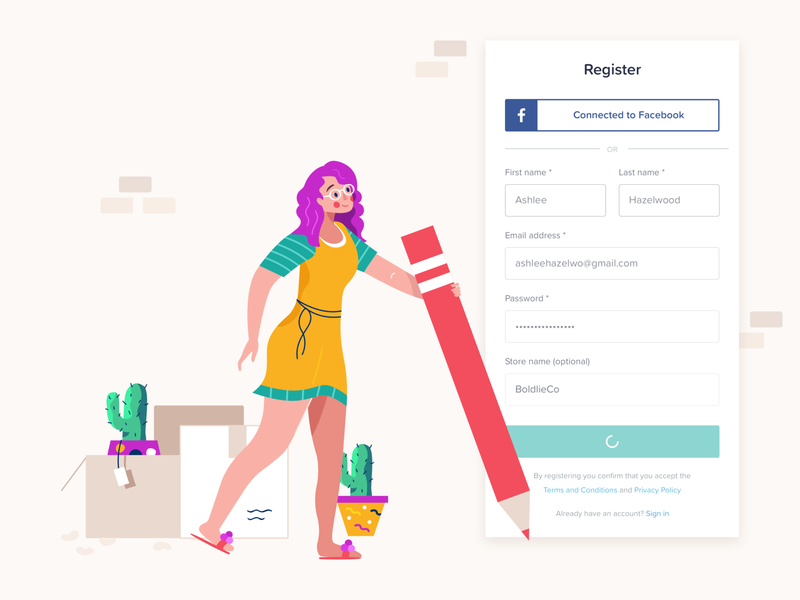 Register
f
Connected to Facebook
OR
First name *
Last name *
Ashlee
Hazelwood
Email address *
ashleehazelwo@gmail.com
Password *
••••••••••••••••
Store name (optional)
BoldlieCo
By registering you confirm that you accept the
Terms and Conditions and Privacy Policy
Already have an account? Sign in